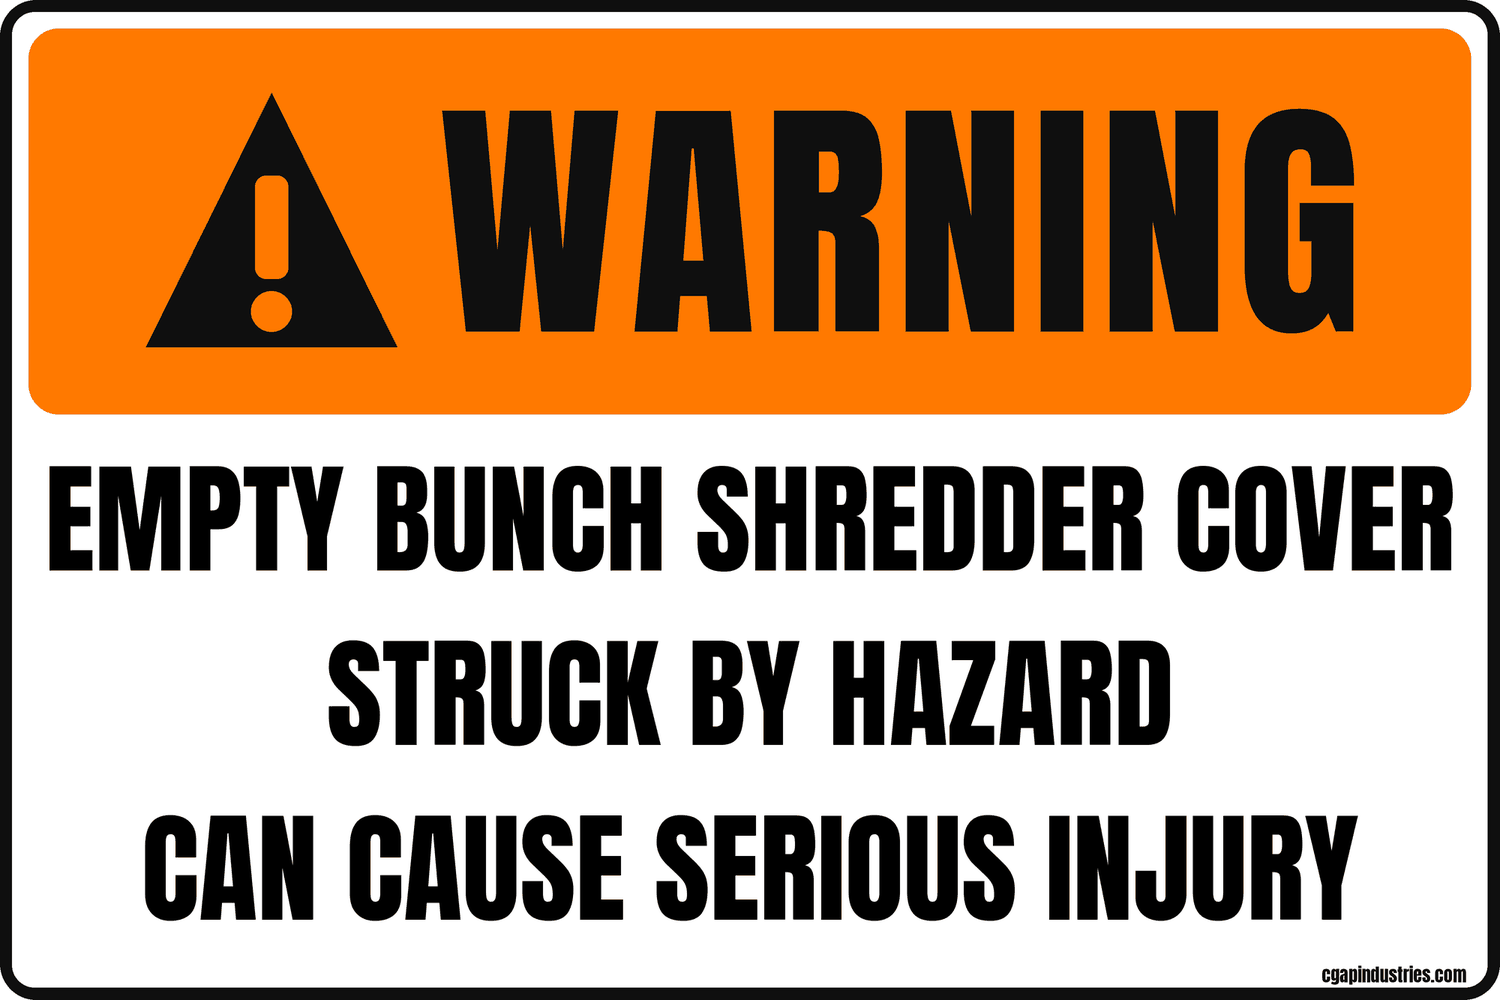 WARNING
EMPTY BUNCH SHREDDER COVER
STRUCK BY HAZARD
CAN CAUSE SERIOUS INJURY
cgapindustries.com